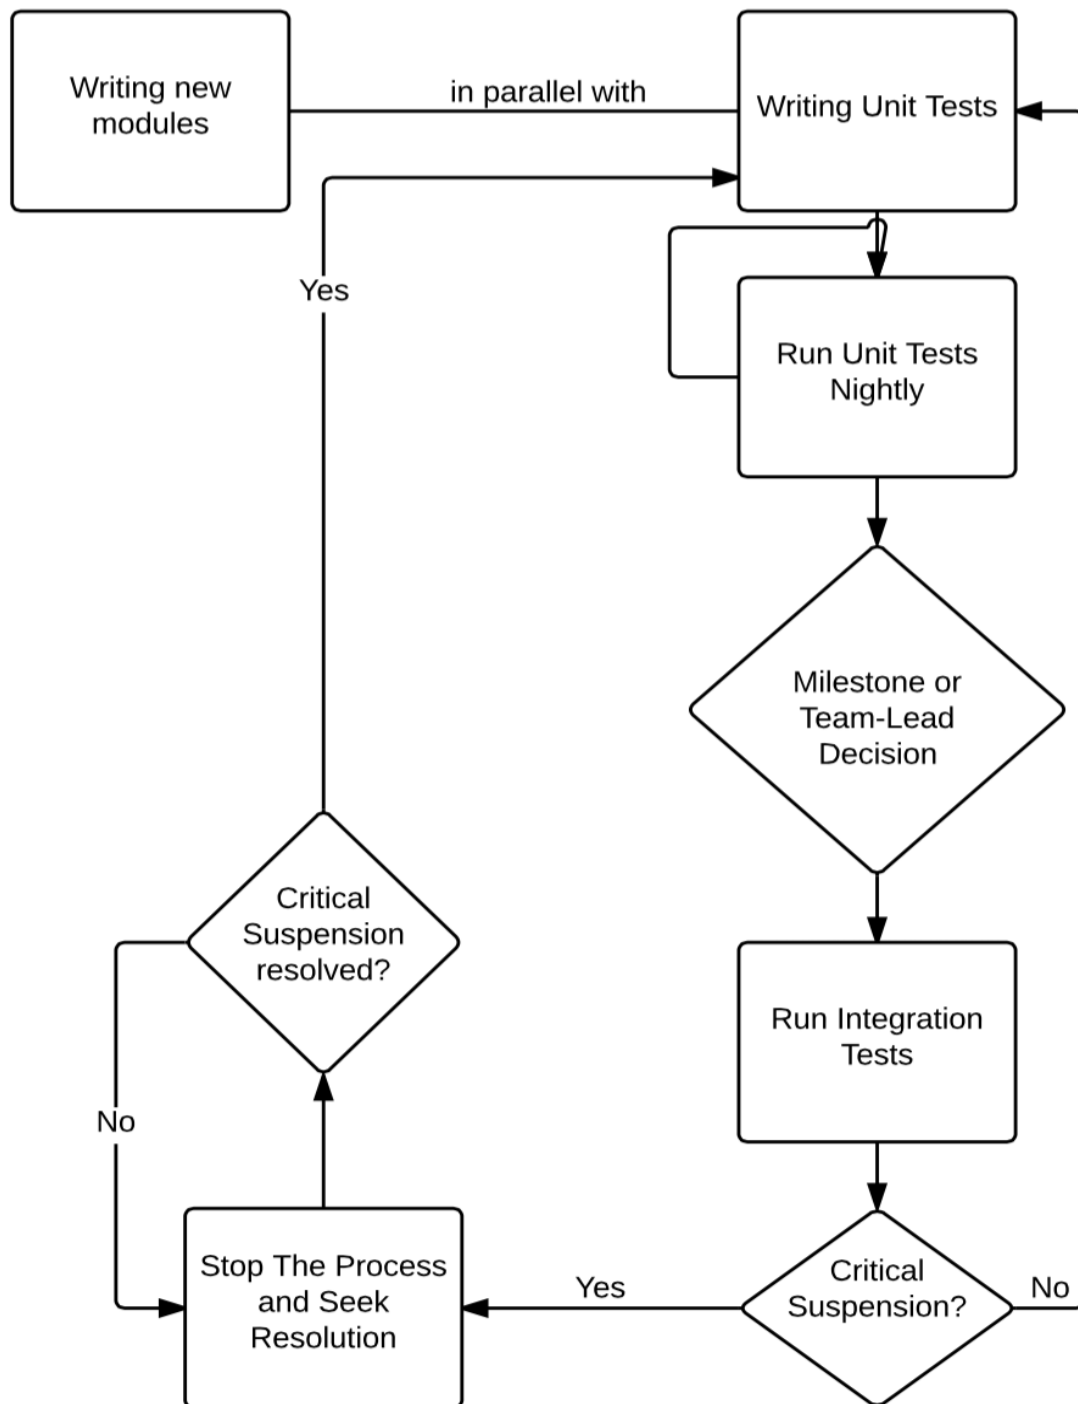 Writing new
modules
in parallel with
Writing Unit Tests
Yes
Run Unit Tests
Nightly
Milestone or
Team-Lead
Decision
Critical
Suspension
resolved?
Run Integration
Tests
No
Stop The Process
and Seek
Resolution
Yes
Critical
Suspension?
No